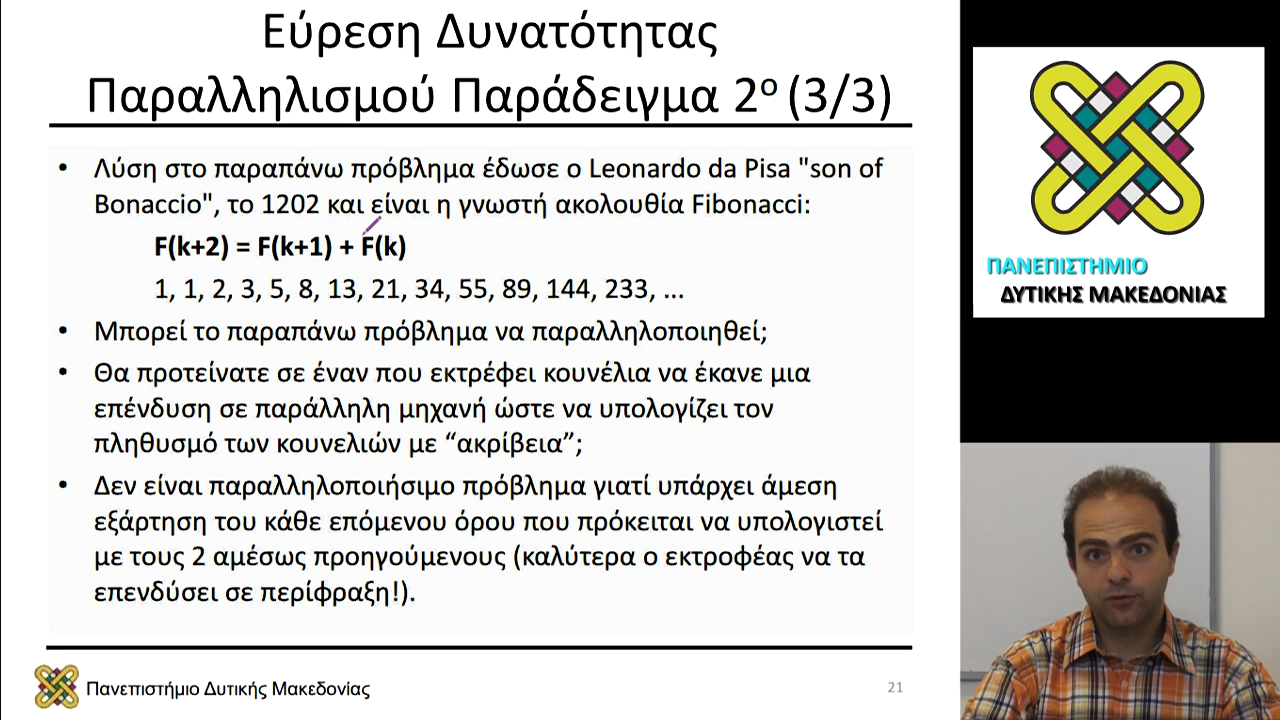 Εύρεση Δυνατότητας
Παραλληλισμού Παράδειγμα 2ο (3/3)
• Λύση στο παραπάνω πρόβλημα έδωσε ο Leonardo da Pisa "son of
Bonaccio", το 1202 και είναι η γνωστή ακολουθία Fibonacci:
F(k+2) = F(k+1) + F(k)
1, 1, 2, 3, 5, 8, 13, 21, 34, 55, 89, 144, 233, ...
• Μπορεί το παραπάνω πρόβλημα να παραλληλοποιηθεί;
• Θα προτείνατε σε έναν που εκτρέφει κουνέλια να έκανε μια
επένδυση σε παράλληλη μηχανή ώστε να υπολογίζει τον
πληθυσμό των κουνελιών με “ακρίβεια”;
• Δεν είναι παραλληλοποιήσιμο πρόβλημα γιατί υπάρχει άμεση
εξάρτηση του κάθε επόμενου όρου που πρόκειται να υπολογιστεί
με τους 2 αμέσως προηγούμενους (καλύτερα ο εκτροφέας να τα
επενδύσει σε περίφραξη!).
Πανεπιστήμιο Δυτικής Μακεδονίας
21
ΠΑΝΕΠΙΣΤΗΜΙΟ
ΔΥΤΙΚΗΣ ΜΑΚΕΔΟΝΙΑΣ